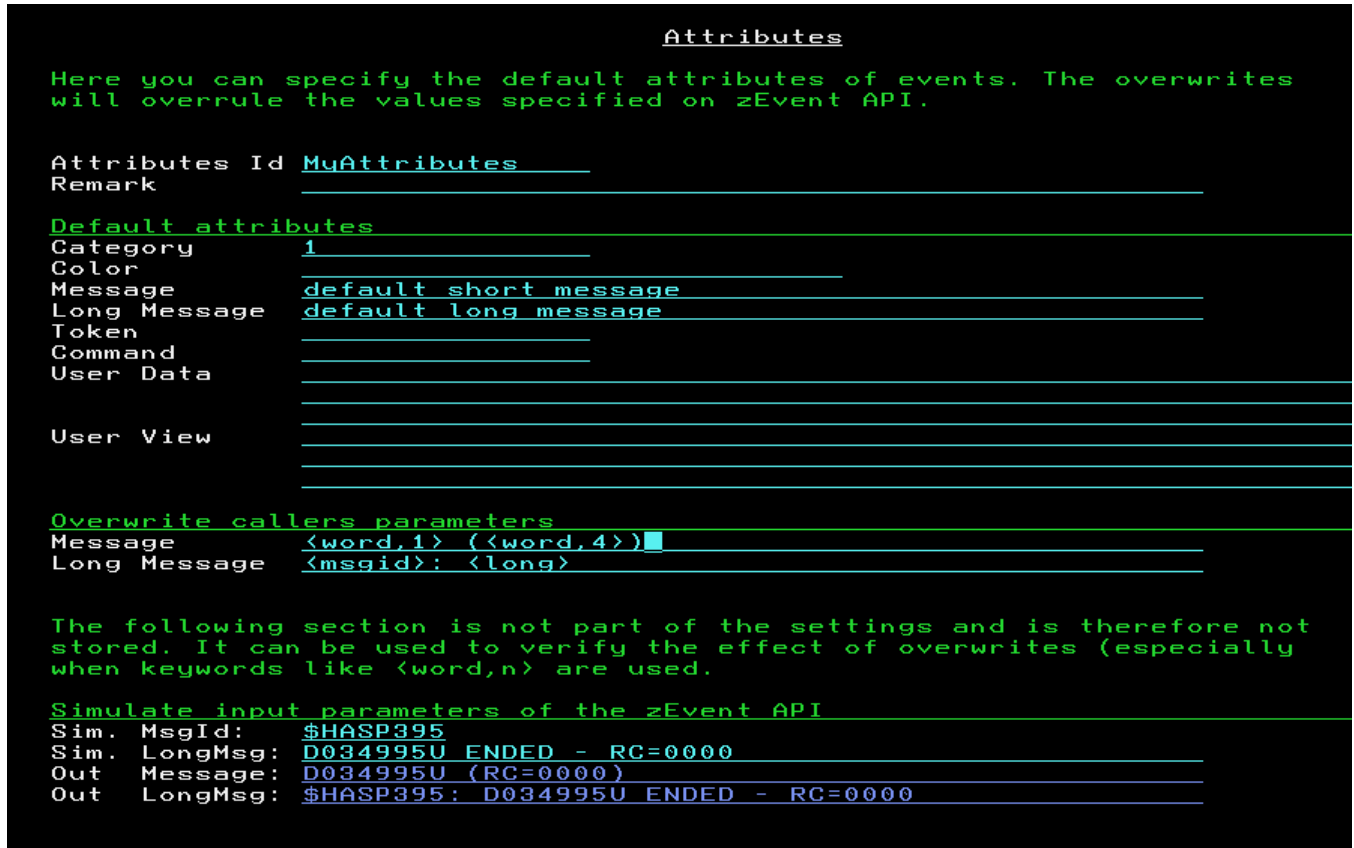 Attributes
Here you can specify the default attributes of events. The overwrites
will overrule the values specified on zEvent API.
Attributes Id MyAttributes
Remark
Default attributes
Category 1
Color
Message default short message
Long Message default long message
Token
Command
User Data
User View
Overwrite callers parameters
Message <word,1> (<word,4>)
Long Message <msgid>: <long>
The following section is not part of the settings and is therefore not
stored. It can be used to verify the effect of overwrites (especially
when keywords like <word,n> are used.
Simulate input parameters of the zEvent API
Sim. MsgId: $HASP395
Sim. LongMsg: D034995U ENDED - RC=0000
Out Message: D034995U (RC=0000)
Out LongMsg: $HASP395: D034995U ENDED - RC=0000